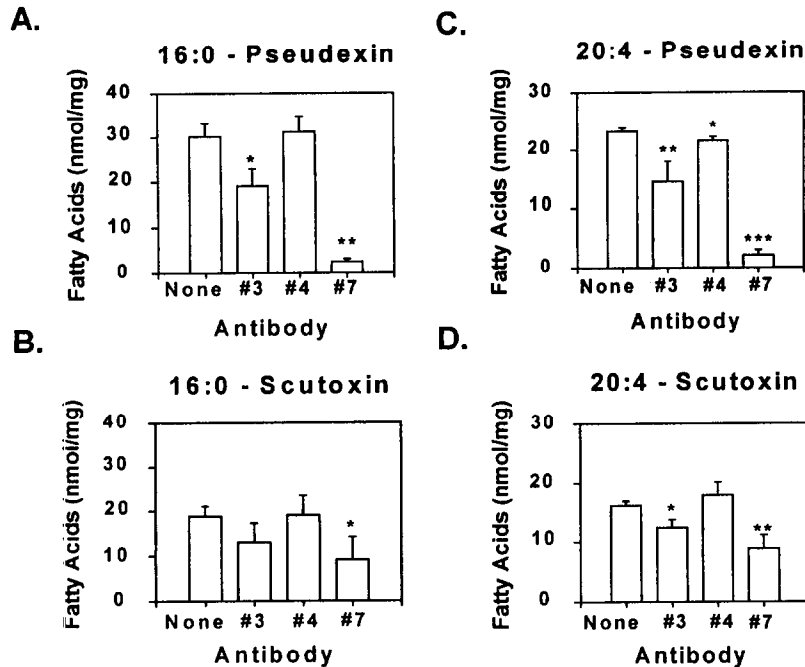 A.
16:0 - Pseudexin
Fatty Acids (nmol/mg)
40
30
20
10
0
*
**
None #3 #4 #7
Antibody
C.
20:4 - Pseudexin
Fatty Acids (nmol/mg)
30
20
10
0
**
*
***
None #3 #4 #7
Antibody
B.
16:0 - Scutoxin
Fatty Acids (nmol/mg)
40
30
20
10
0
*
None #3 #4 #7
Antibody
D.
20:4 - Scutoxin
Fatty Acids (nmol/mg)
30
20
10
0
*
**
None #3 #4 #7
Antibody